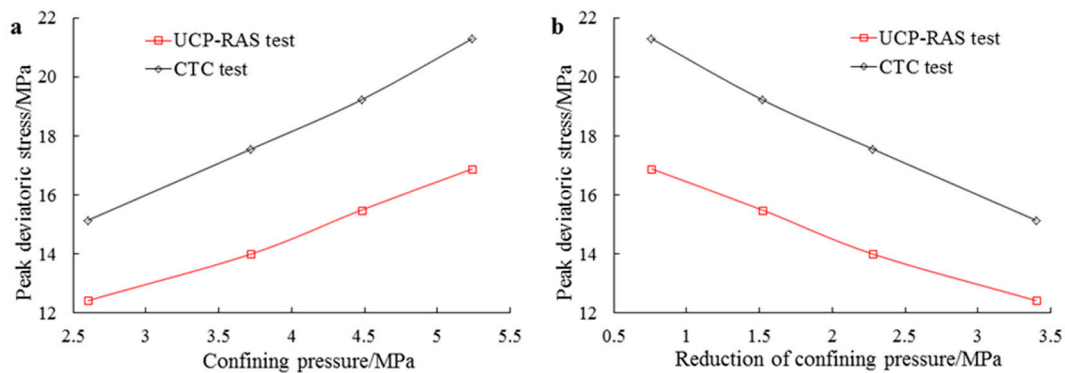 a
UCP-RAS test
CTC test
Peak deviatoric stress/MPa
22
20
18
16
14
12
2.5 3 3.5 4 4.5 5 5.5
Confining pressure/MPa
b
UCP-RAS test
CTC test
Peak deviatoric stress/MPa
22
20
18
16
14
12
0.5 1 1.5 2 2.5 3 3.5
Reduction of confining pressure/MPa